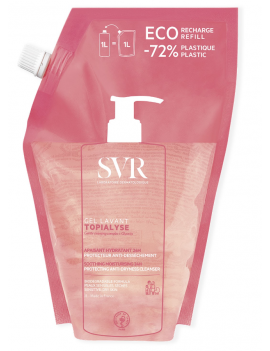 ECO RECHARGE
REFILL
1L = 1L
-72% PLASTIQUE
PLASTIC
SVR
GEL LAVANT
TOPIALYSE
APAISANT HYDRATANT 24H
PROTECTEUR ANTI-DESSÈCHEMENT
SOOTHING MOISTURISING 24H
PROTECTING ANTI-DRYNESS CLEANSER